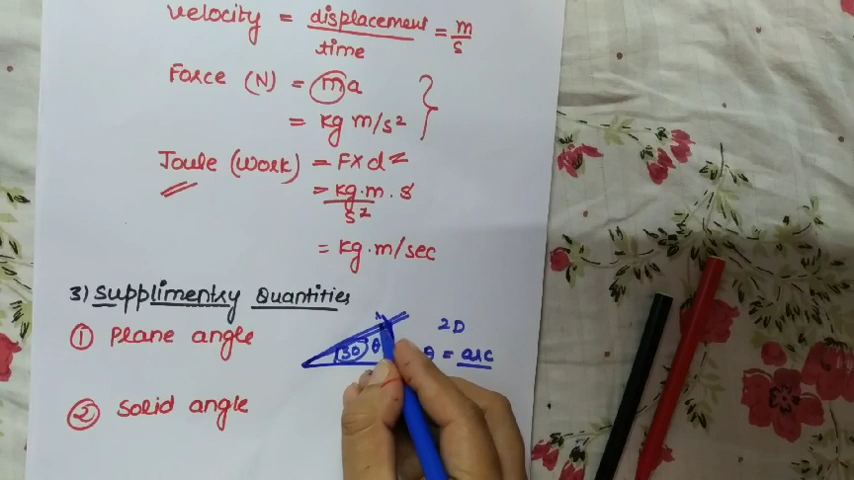 velocity = displacement/time = m/s
Force (N) = ma
= kg m/s²
Joule (work) = F×d
= kg.m/s² . s
= kg.m/sec
3) Supplimentry Quantities
① Plane angle
2D
θ
θ = arc
② Solid angle